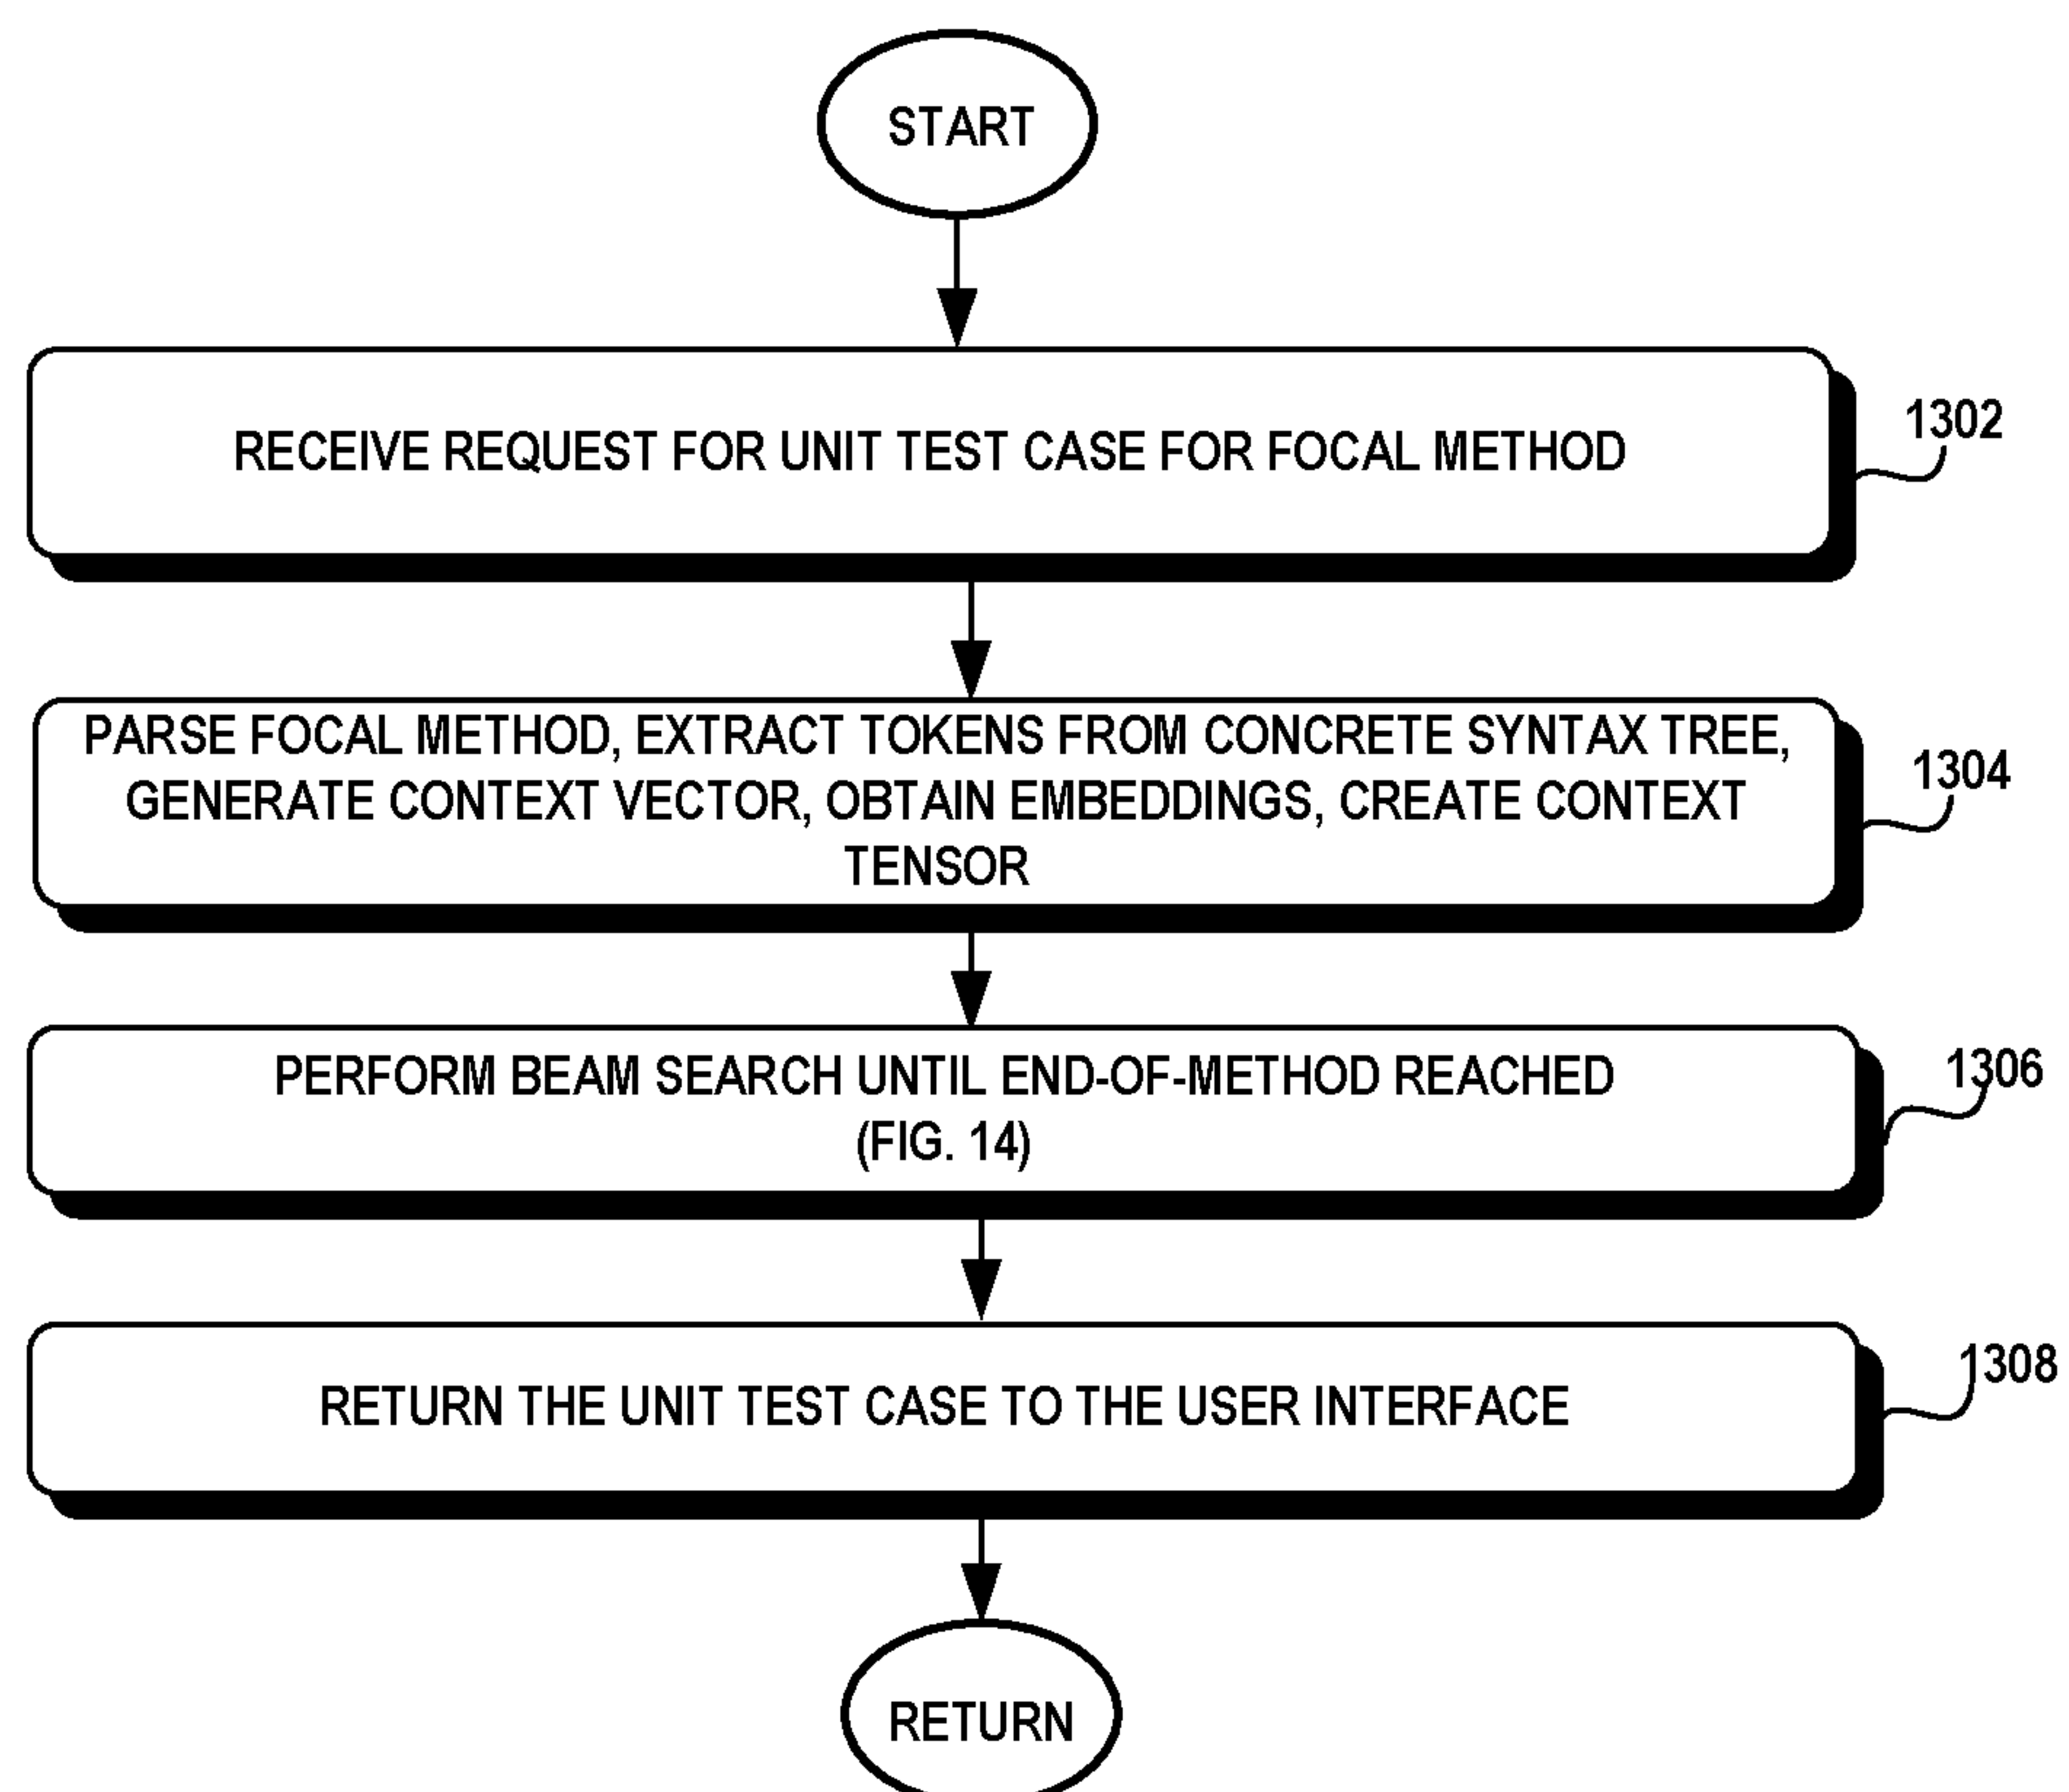 START
RECEIVE REQUEST FOR UNIT TEST CASE FOR FOCAL METHOD
1302
PARSE FOCAL METHOD, EXTRACT TOKENS FROM CONCRETE SYNTAX TREE,
GENERATE CONTEXT VECTOR, OBTAIN EMBEDDINGS, CREATE CONTEXT
TENSOR
1304
PERFORM BEAM SEARCH UNTIL END-OF-METHOD REACHED
(FIG. 14)
1306
RETURN THE UNIT TEST CASE TO THE USER INTERFACE
1308
RETURN